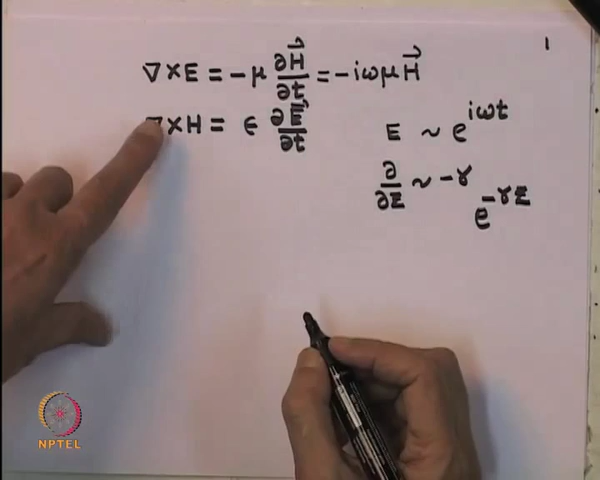 1
∇×E = -μ ∂H⃗/∂t = -iωμH⃗
∇×H = ϵ ∂E⃗/∂t
E ~ e^{iωt}
∂/∂z ~ -γ
e^{-γz}
NPTEL